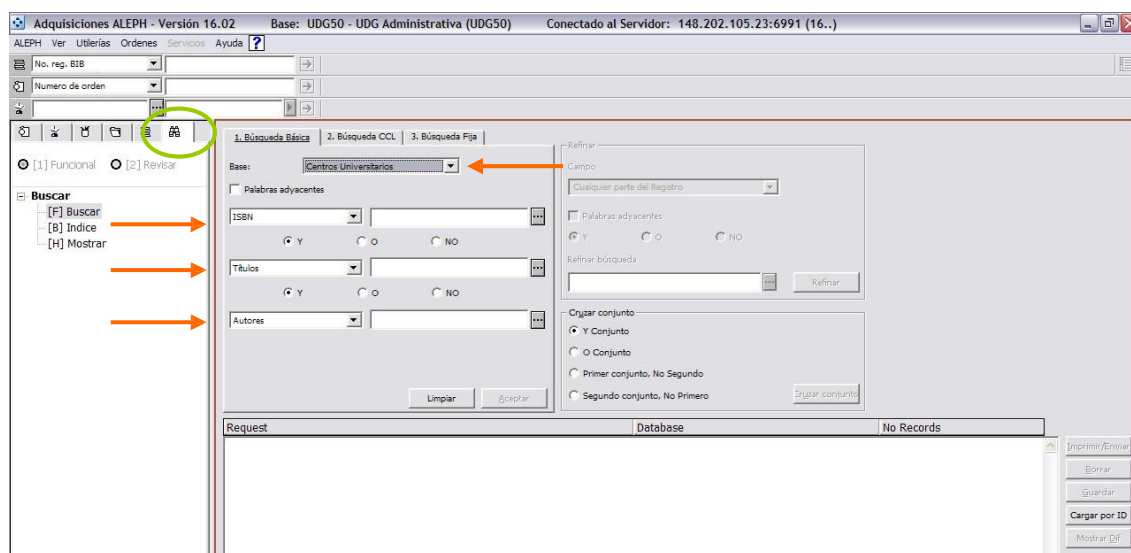 Adquisiciones ALEPH - Versión 16.02 Base: UDG50 - UDG Administrativa (UDG50) Conectado al Servidor: 148.202.105.23:6991 (16..)
ALEPH Ver Utilerías Ordenes Servicios Ayuda ?
No. reg. BIB
Numero de orden
[1] Funcional [2] Revisar
Buscar
[F] Buscar
[B] Indice
[H] Mostrar
1. Búsqueda Básica 2. Búsqueda CCL 3. Búsqueda Fija
Base: Centros Universitarios
Palabras adyacentes
ISBN ...
Y O NO
Títulos ...
Y O NO
Autores ...
Limpiar Aceptar
Refinar
Campo
Cualquier parte del Registro
Palabras adyacentes
Y O NO
Refinar búsqueda
... Refinar
Cruzar conjunto
Y Conjunto
O Conjunto
Primer conjunto, No Segundo
Segundo conjunto, No Primero
Cruzar conjunto
Request Database No Records
Imprimir/Enviar
Borrar
Guardar
Cargar por ID
Mostrar Dif